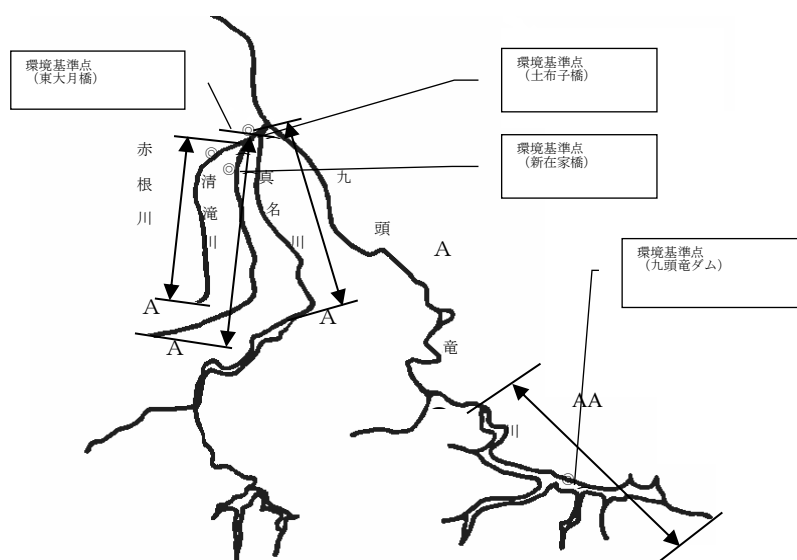 環境基準点
(東大月橋)
環境基準点
(土布子橋)
環境基準点
(新在家橋)
環境基準点
(九頭竜ダム)
赤根川
清滝川
真名川
九頭竜川
A
A
A
A
AA